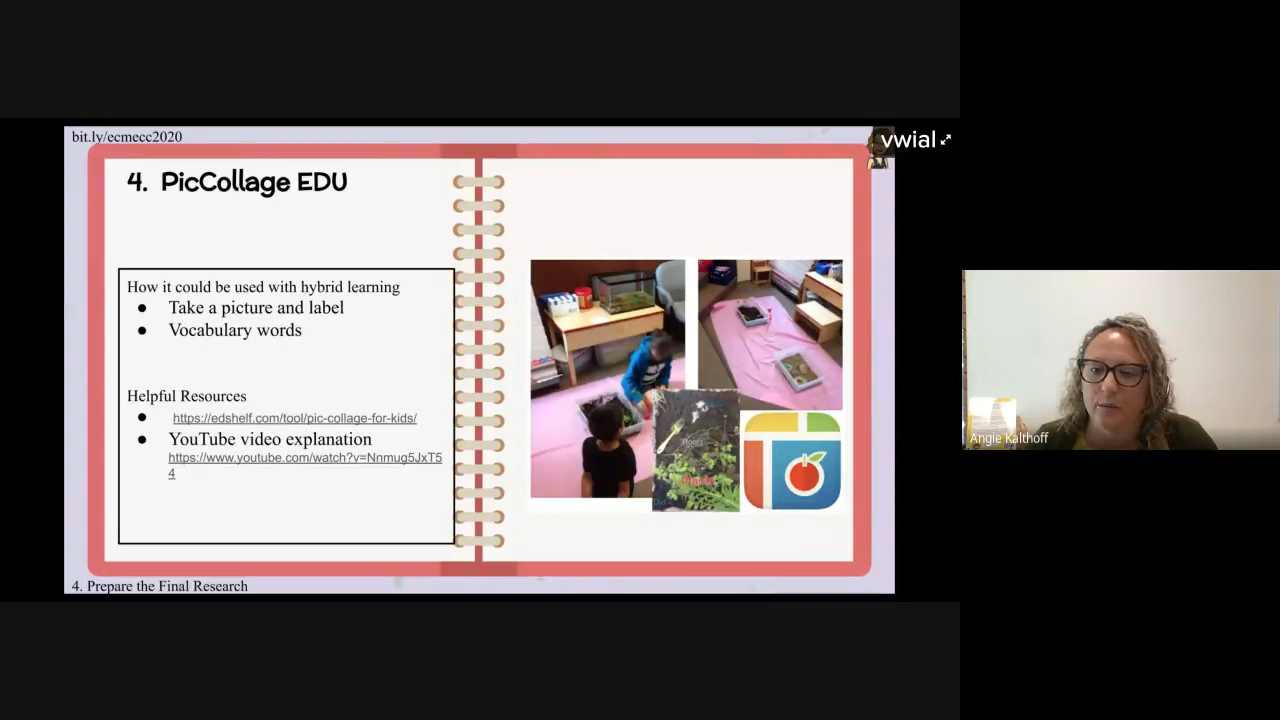 bit.ly/ecmecc2020
vwial
4. PicCollage EDU
How it could be used with hybrid learning
● Take a picture and label
● Vocabulary words
Helpful Resources
● https://edshelf.com/tool/pic-collage-for-kids/
● YouTube video explanation
https://www.youtube.com/watch?v=Nnmug5JxT5
4
Roots
Plants
4. Prepare the Final Research
Angie Kalthoff